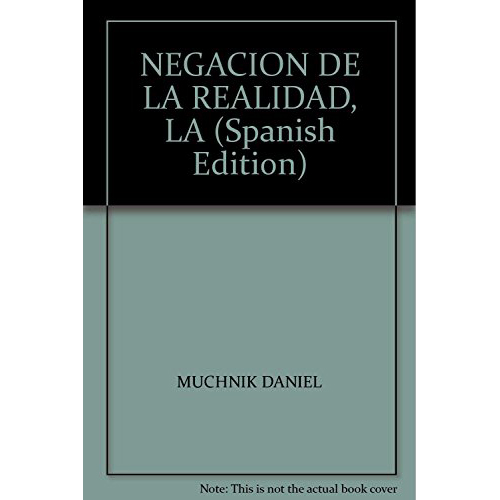 NEGACION DE
LA REALIDAD,
LA (Spanish
Edition)
MUCHNIK DANIEL
Note: This is not the actual book cover